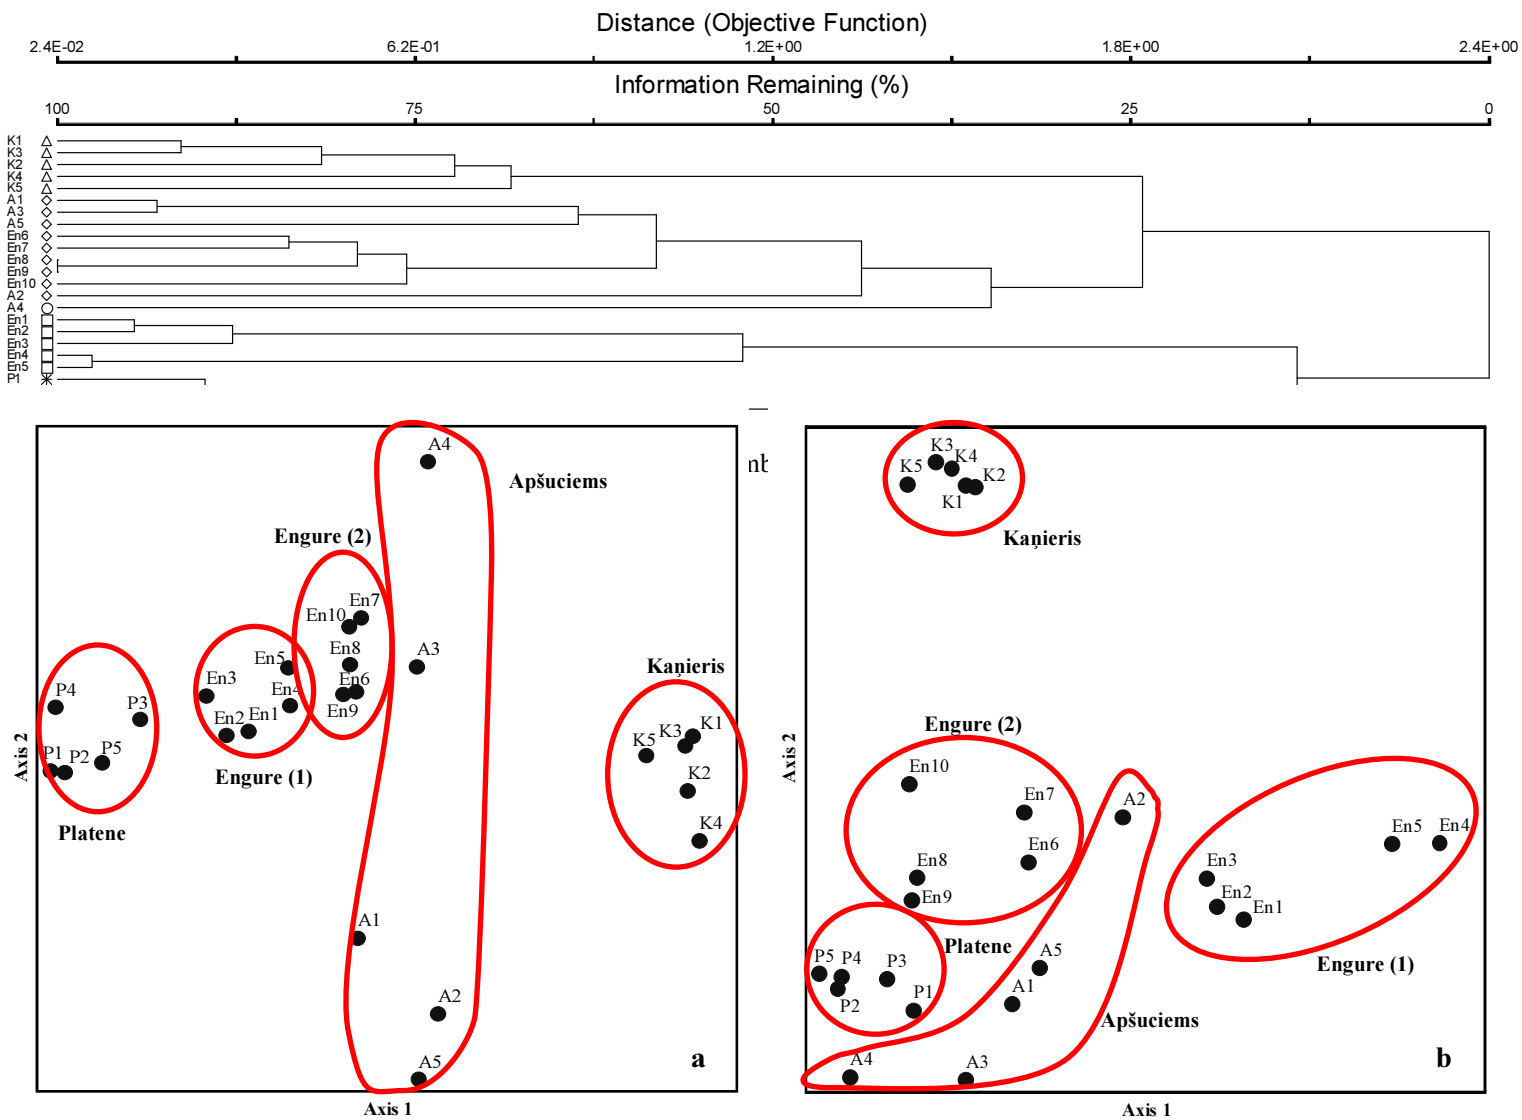 Distance (Objective Function)
2.4E-02 6.2E-01 1.2E+00 1.8E+00 2.4E+00
Information Remaining (%)
100 75 50 25 0
K1
K3
K2
K4
K5
A1
A3
A5
En6
En7
En8
En9
En10
A2
A4
En1
En2
En3
En4
En5
P1
A4
Apšuciems
Engure (2)
En7
En10
En8
En6
En9
A3
En5
En3
En4
En2
En1
Engure (1)
P4
P3
P1
P2
P5
Platene
Kaņieris
K1
K3
K5
K2
K4
A1
A2
A5
a
Axis 2
Axis 1
K3
K4
K5
K2
K1
Kaņieris
Engure (2)
En10
En7
En6
En8
En9
A2
En5
En4
En3
En2
En1
Engure (1)
Platene
P5
P4
P3
P2
P1
A5
A1
Apšuciems
A4
A3
b
Axis 2
Axis 1